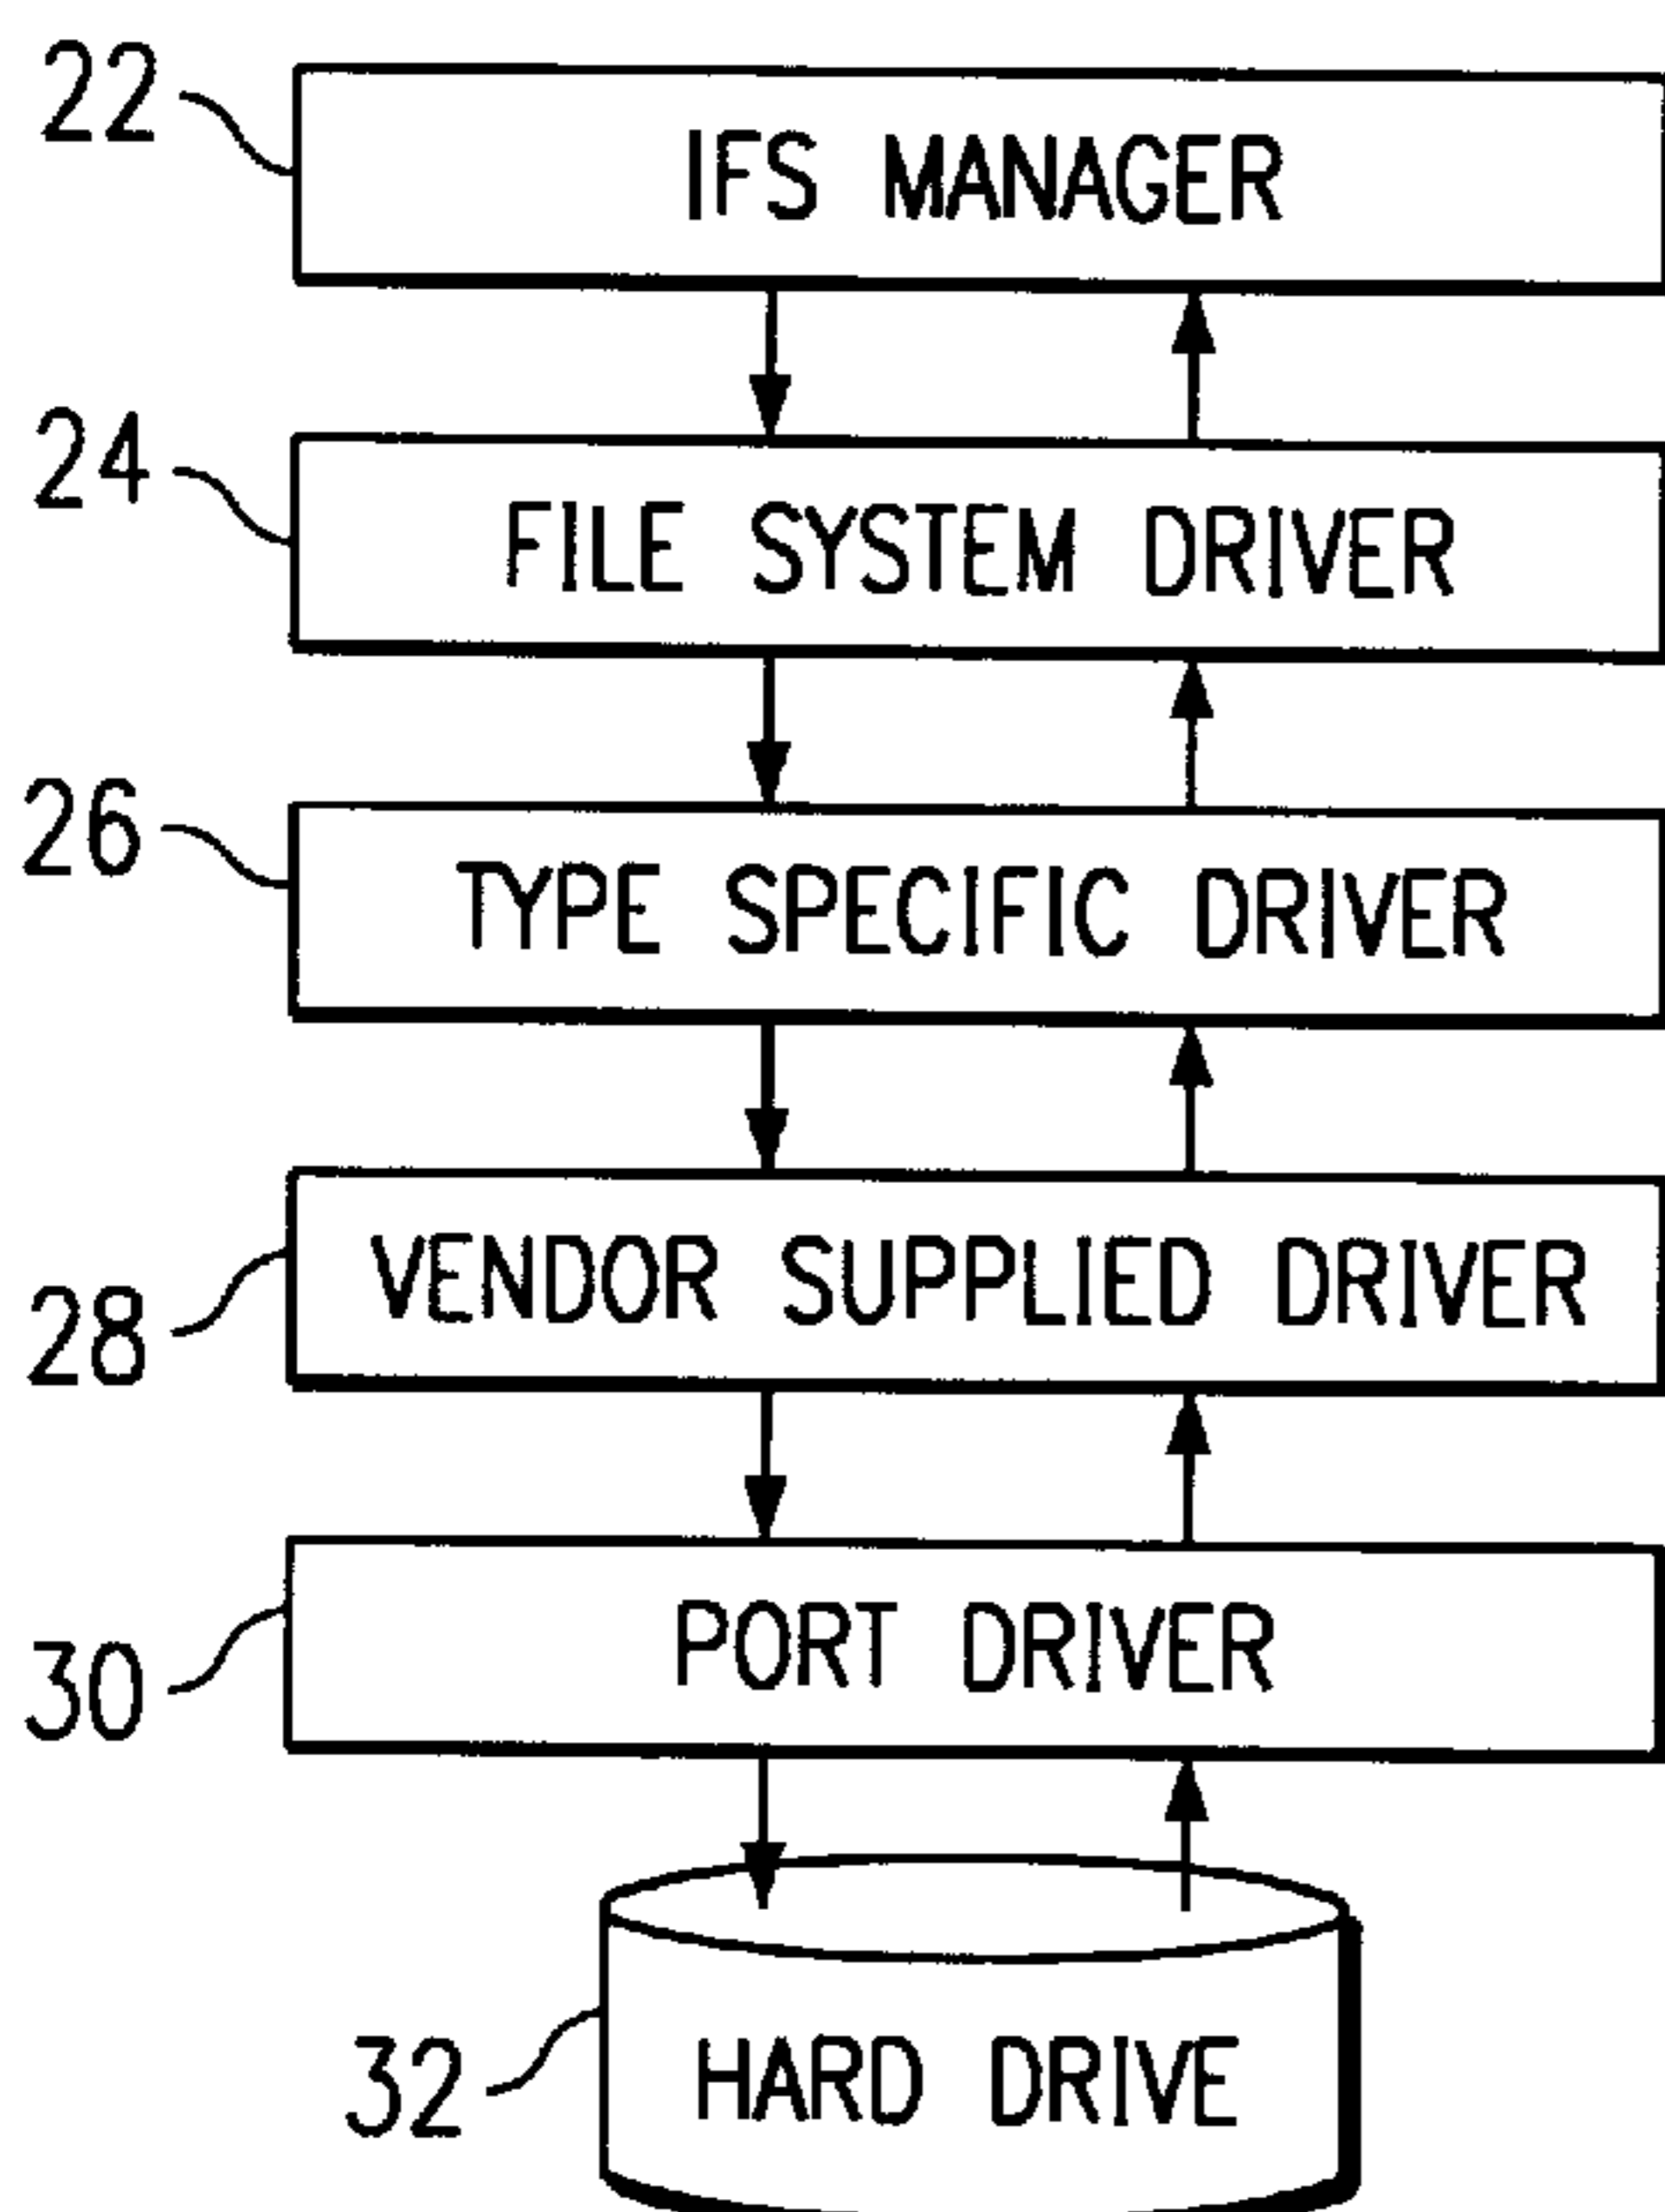 22
IFS MANAGER
24
FILE SYSTEM DRIVER
26
TYPE SPECIFIC DRIVER
28
VENDOR SUPPLIED DRIVER
30
PORT DRIVER
32
HARD DRIVE